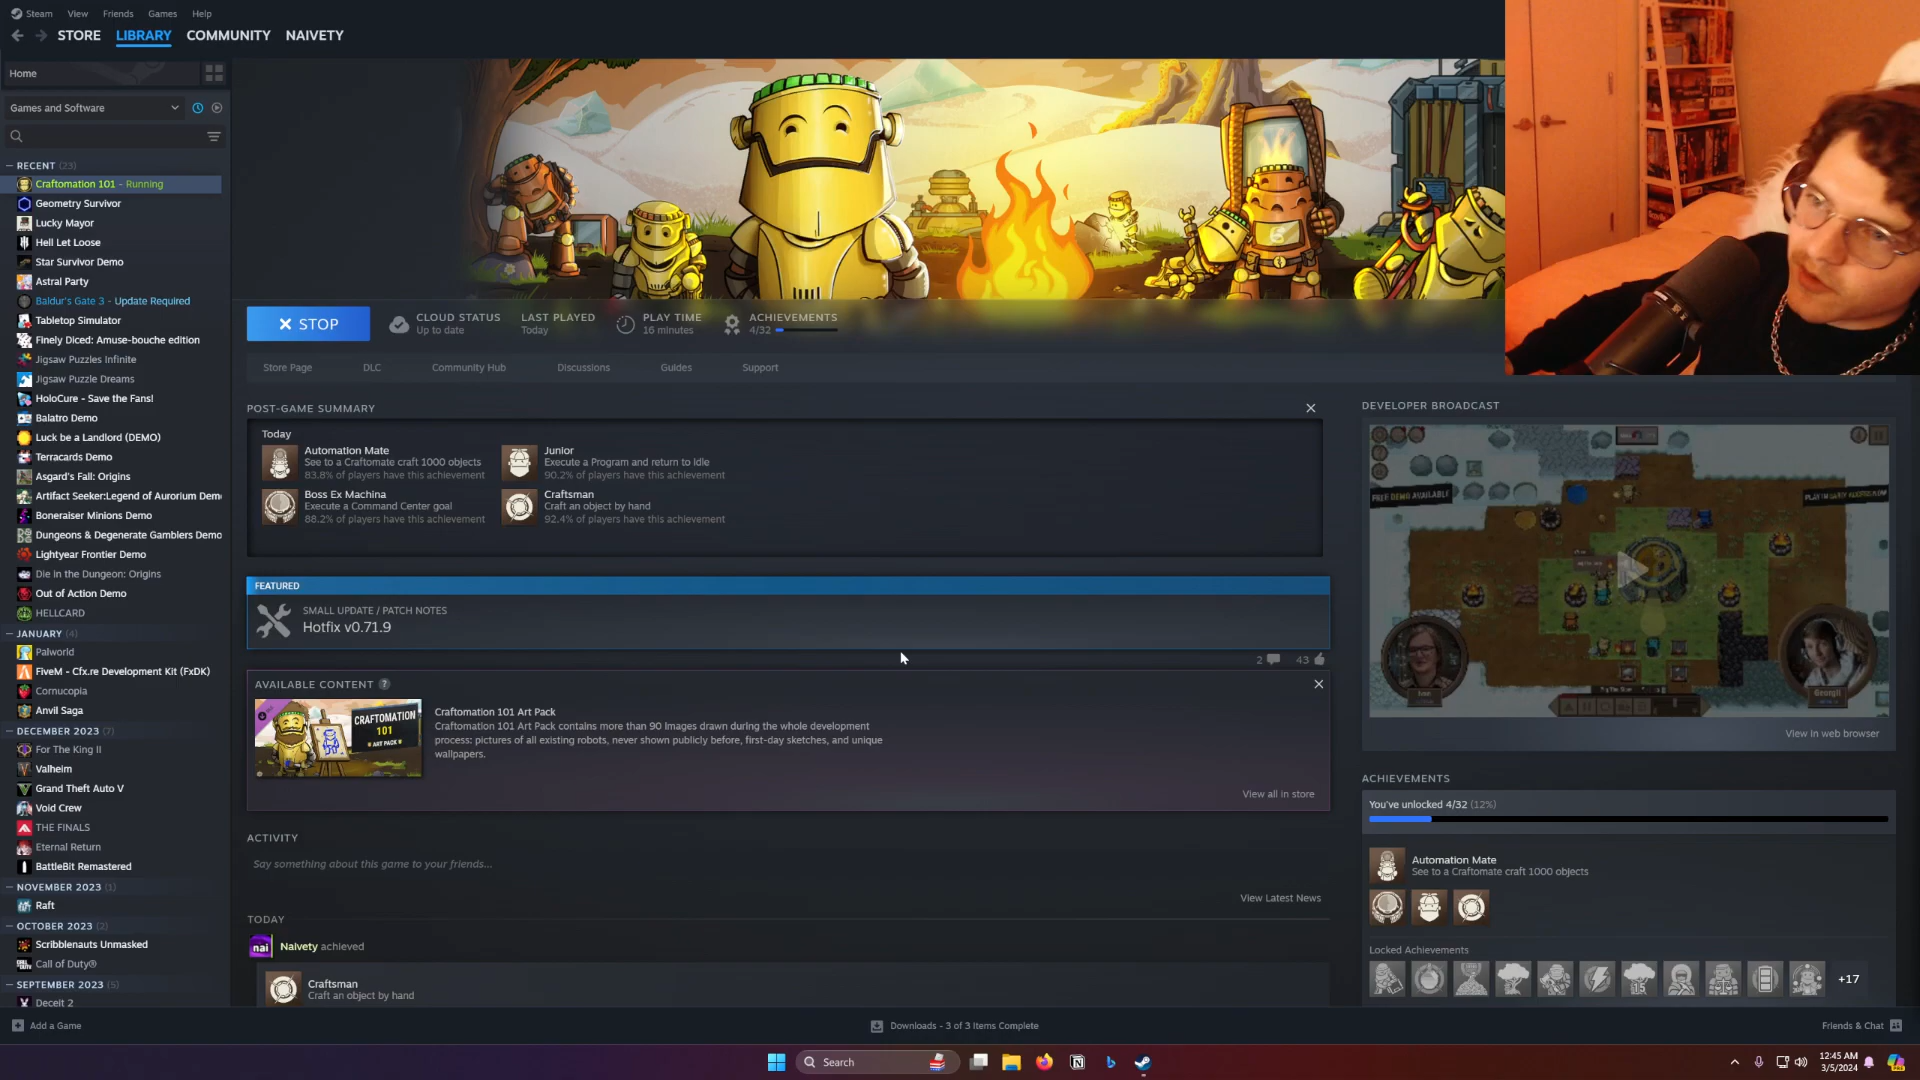 Steam View Friends Games Help
STORE LIBRARY COMMUNITY NAIVETY
Home
Games and Software
RECENT (23)
Craftomation 101 - Running
Geometry Survivor
Lucky Mayor
Hell Let Loose
Star Survivor Demo
Astral Party
Baldur's Gate 3 - Update Required
Tabletop Simulator
Finely Diced: Amuse-bouche edition
Jigsaw Puzzles Infinite
Jigsaw Puzzle Dreams
HoloCure - Save the Fans!
Balatro Demo
Luck be a Landlord (DEMO)
Terracards Demo
Asgard's Fall: Origins
Artifact Seeker:Legend of Aurorium Dem
Boneraiser Minions Demo
Dungeons & Degenerate Gamblers Demo
Lightyear Frontier Demo
Die in the Dungeon: Origins
Out of Action Demo
HELLCARD
JANUARY (4)
Palworld
FiveM - Cfx.re Development Kit (FxDK)
Cornucopia
Anvil Saga
DECEMBER 2023 (7)
For The King II
Valheim
Grand Theft Auto V
Void Crew
THE FINALS
Eternal Return
BattleBit Remastered
NOVEMBER 2023 (1)
Raft
OCTOBER 2023 (2)
Scribblenauts Unmasked
Call of Duty®
SEPTEMBER 2023 (5)
Deceit 2
Add a Game
STOP
CLOUD STATUS
Up to date
LAST PLAYED
Today
PLAY TIME
16 minutes
ACHIEVEMENTS
4/32
Store Page DLC Community Hub Discussions Guides Support
POST-GAME SUMMARY
Today
Automation Mate
See to a Craftomate craft 1000 objects
83.8% of players have this achievement
Junior
Execute a Program and return to Idle
90.2% of players have this achievement
Boss Ex Machina
Execute a Command Center goal
88.2% of players have this achievement
Craftsman
Craft an object by hand
92.4% of players have this achievement
FEATURED
SMALL UPDATE / PATCH NOTES
Hotfix v0.71.9
2 43
AVAILABLE CONTENT ?
CRAFTOMATION
101
ART PACK
Craftomation 101 Art Pack
Craftomation 101 Art Pack contains more than 90 Images drawn during the whole development
process: pictures of all existing robots, never shown publicly before, first-day sketches, and unique
wallpapers.
View all in store
ACTIVITY
Say something about this game to your friends...
View Latest News
TODAY
nai
Naivety achieved
Craftsman
Craft an object by hand
DEVELOPER BROADCAST
FREE DEMO AVAILABLE
Georgii
View in web browser
ACHIEVEMENTS
You've unlocked 4/32 (12%)
Automation Mate
See to a Craftomate craft 1000 objects
Locked Achievements
15
+17
Downloads - 3 of 3 Items Complete
Friends & Chat
Search
12:45 AM
3/5/2024